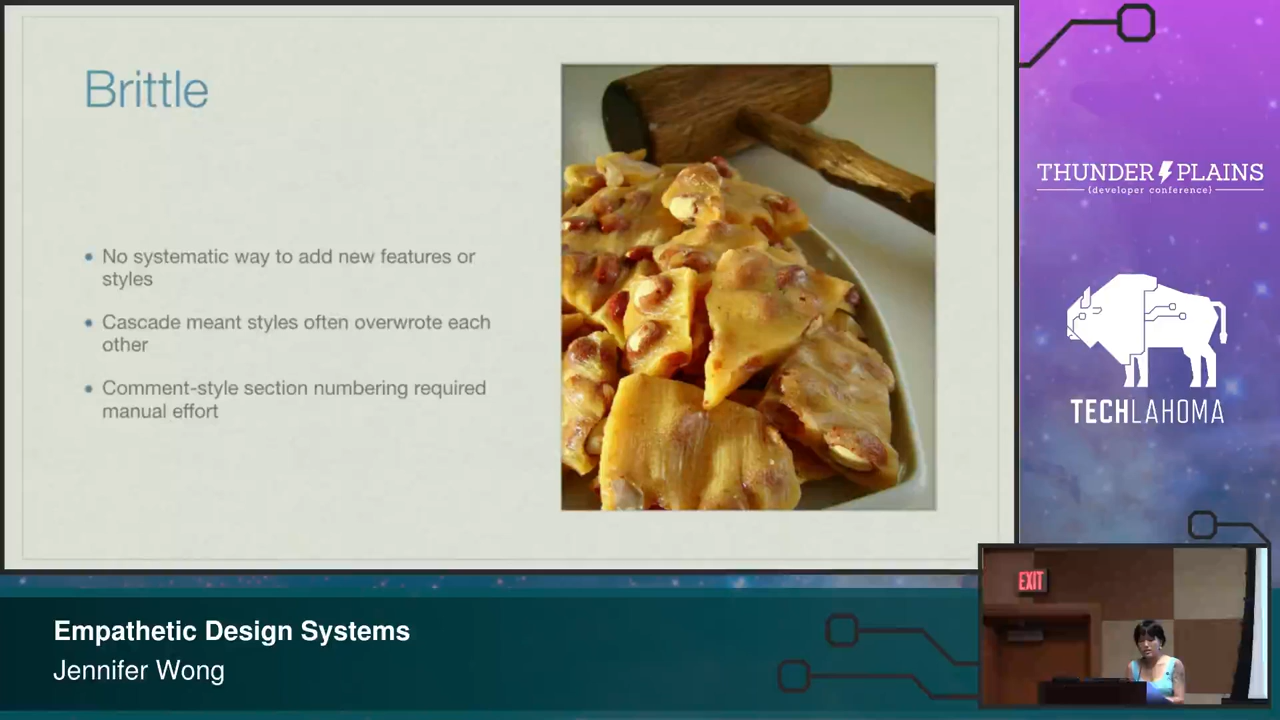 Brittle
No systematic way to add new features or
styles
Cascade meant styles often overwrote each
other
Comment-style section numbering required
manual effort
THUNDER PLAINS
{developer conference}
TECHLAHOMA
EXIT
Empathetic Design Systems
Jennifer Wong